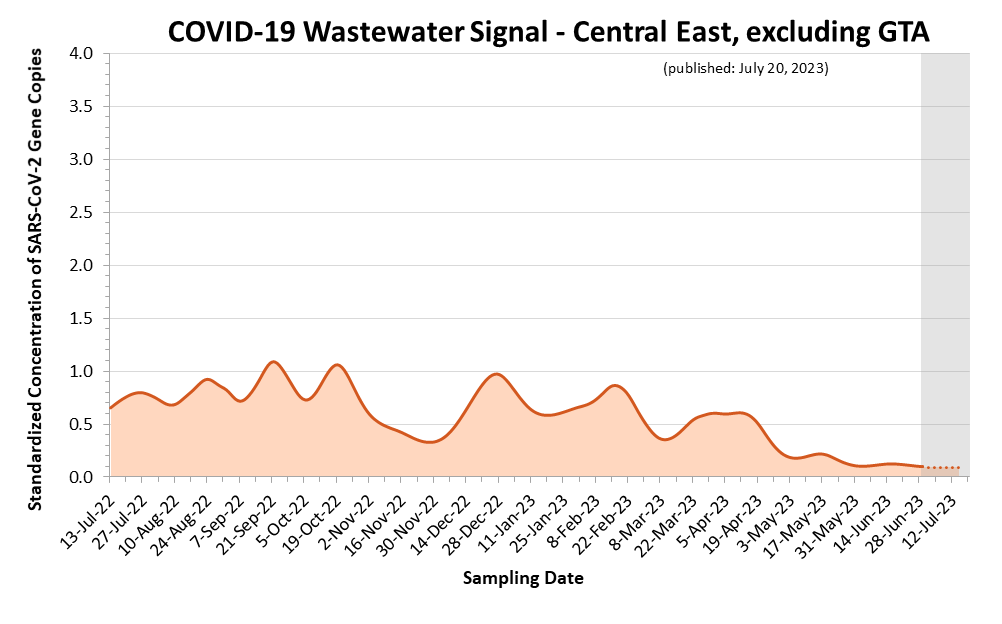 COVID-19 Wastewater Signal - Central East, excluding GTA
(published: July 20, 2023)
Standardized Concentration of SARS-CoV-2 Gene Copies
4.0
3.5
3.0
2.5
2.0
1.5
1.0
0.5
0.0
13-Jul-22
27-Jul-22
10-Aug-22
24-Aug-22
7-Sep-22
21-Sep-22
5-Oct-22
19-Oct-22
2-Nov-22
16-Nov-22
30-Nov-22
14-Dec-22
28-Dec-22
11-Jan-23
25-Jan-23
8-Feb-23
22-Feb-23
8-Mar-23
22-Mar-23
5-Apr-23
19-Apr-23
3-May-23
17-May-23
31-May-23
14-Jun-23
28-Jun-23
12-Jul-23
Sampling Date